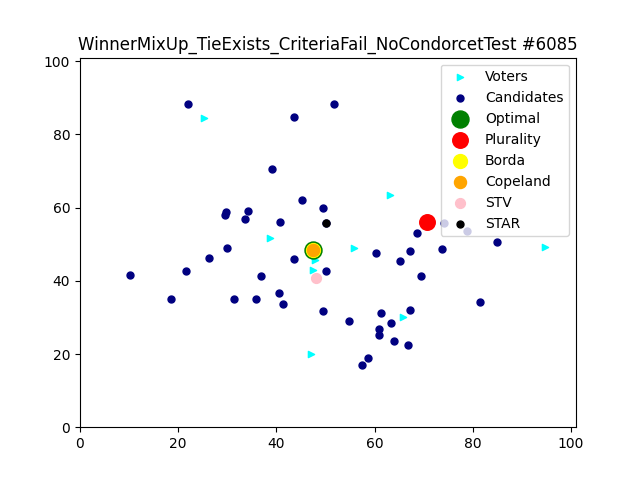 WinnerMixUp_TieExists_CriteriaFail_NoCondorcetTest #6085
100
80
60
40
20
0
0 20 40 60 80 100
Voters
Candidates
Optimal
Plurality
Borda
Copeland
STV
STAR